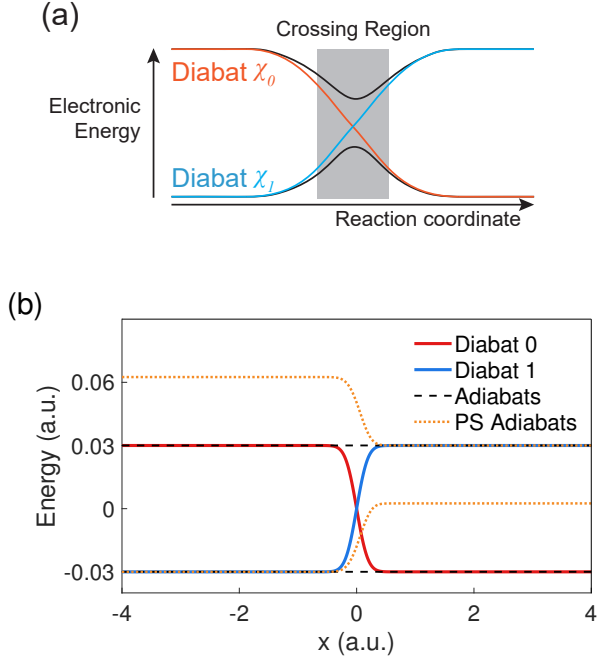 (a)
Crossing Region
Diabat χ0
Electronic
Energy
Diabat χ1
Reaction coordinate
(b)
Diabat 0
Diabat 1
Adiabats
PS Adiabats
0.06
0.03
0
-0.03
Energy (a.u.)
-4
-2
0
2
4
x (a.u.)